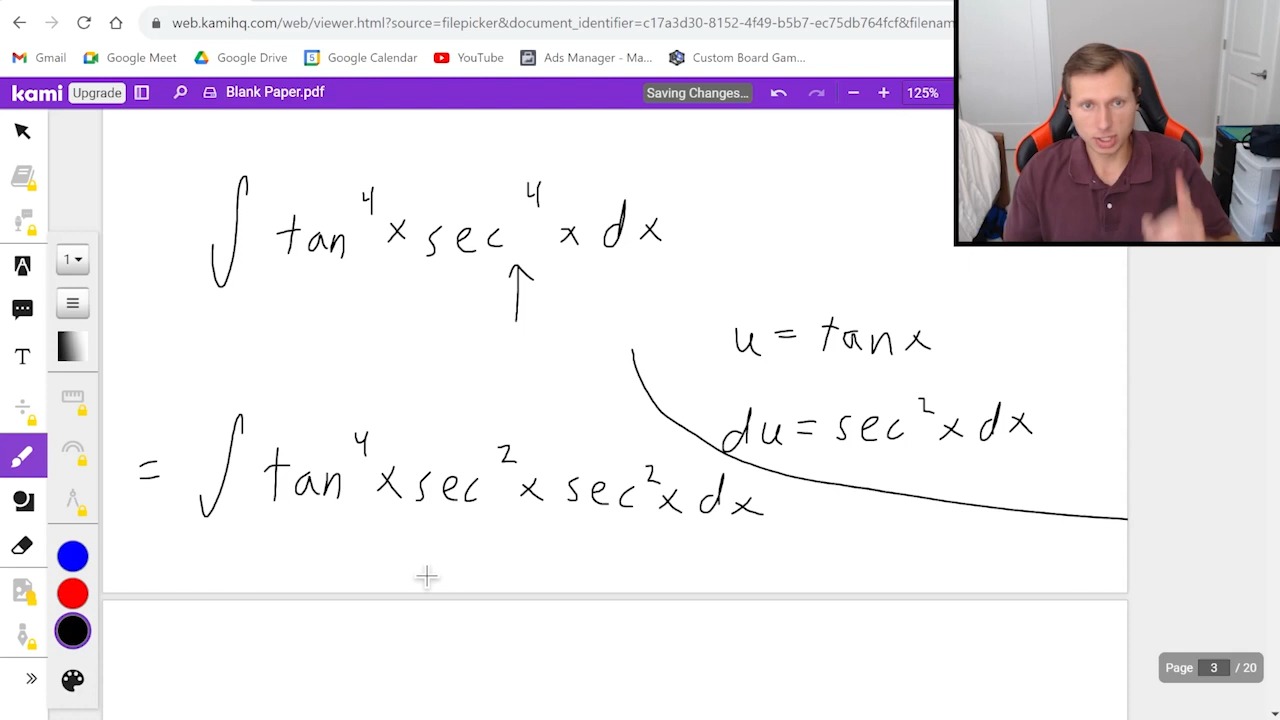 web.kamihq.com/web/viewer.html?source=filepicker&document_identifier=c17a3d30-8152-4f49-b5b7-ec75db764fcf&filenam
Gmail Google Meet Google Drive 5 Google Calendar YouTube Ads Manager - Ma... Custom Board Gam...
kami Upgrade Blank Paper.pdf Saving Changes... 125%
∫ tan⁴x sec⁴x dx
1
T
u = tanx
du = sec²x dx
= ∫ tan⁴x sec²x sec²x dx
Page 3 / 20